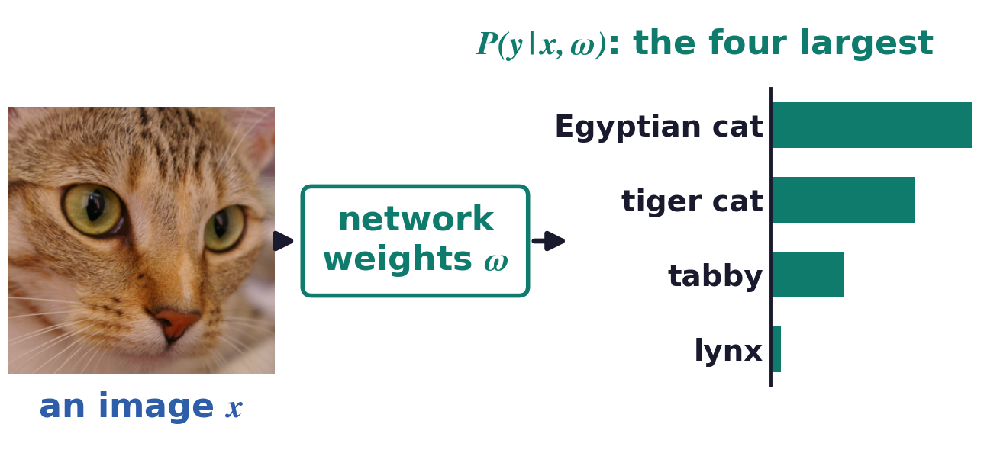 P(y | x, ω): the four largest
Egyptian cat
tiger cat
tabby
lynx
network
weights ω
an image x